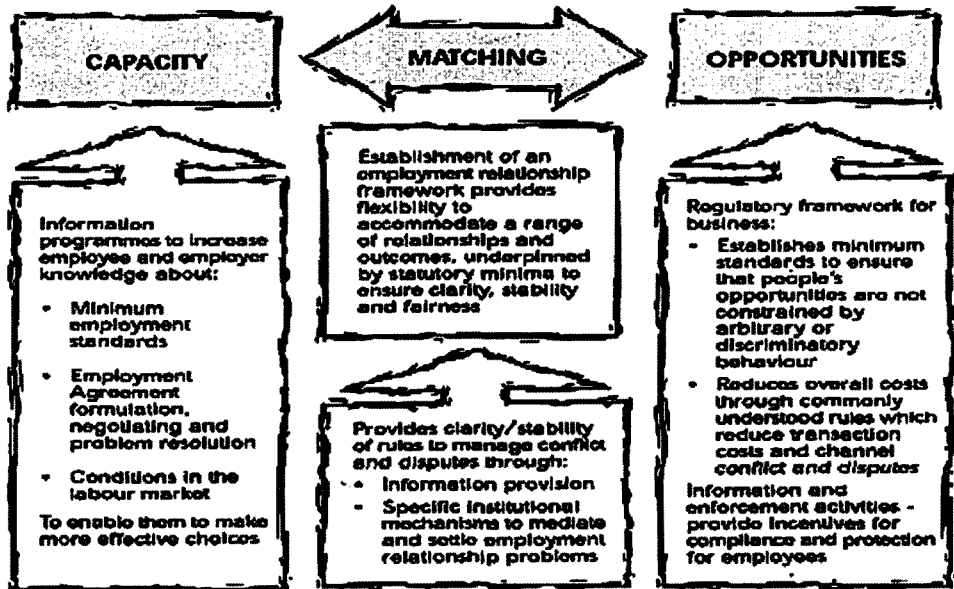 CAPACITY
MATCHING
OPPORTUNITIES
Information
programmes to increase
employee and employer
knowledge about:
• Minimum
employment
standards
• Employment
Agreement
formulation,
negotiating and
problem resolution
• Conditions in the
labour market
To enable them to make
more effective choices
Establishment of an
employment relationship
framework provides
flexibility to
accommodate a range
of relationships and
outcomes, underpinned
by statutory minima to
ensure clarity, stability
and fairness
Provides clarity/stability
of rules to manage conflict
and disputes through:
• Information provision
• Specific institutional
mechanisms to mediate
and settle employment
relationship problems
Regulatory framework for
business:
• Establishes minimum
standards to ensure
that people's
opportunities are not
constrained by
arbitrary or
discriminatory
behaviour
• Reduces overall costs
through commonly
understood rules which
reduce transaction
costs and channel
conflict and disputes
Information and
enforcement activities -
provide incentives for
compliance and protection
for employees